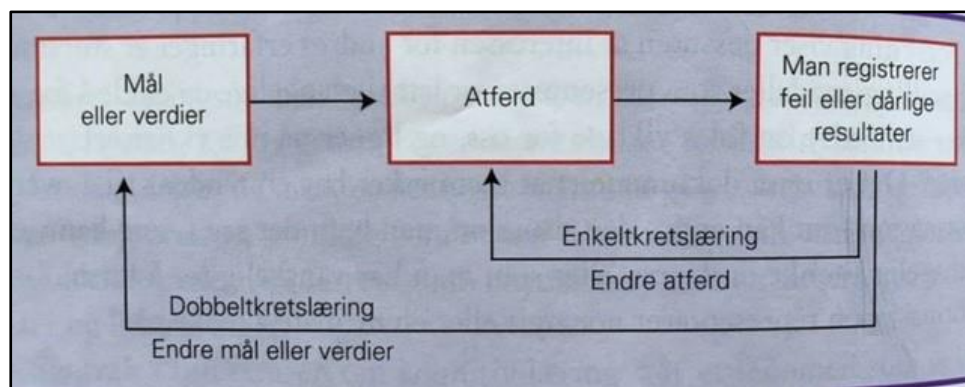 Mål
eller verdier
Atferd
Man registrerer
feil eller dårlige
resultater
Enkeltkretslæring
Endre atferd
Dobbeltkretslæring
Endre mål eller verdier